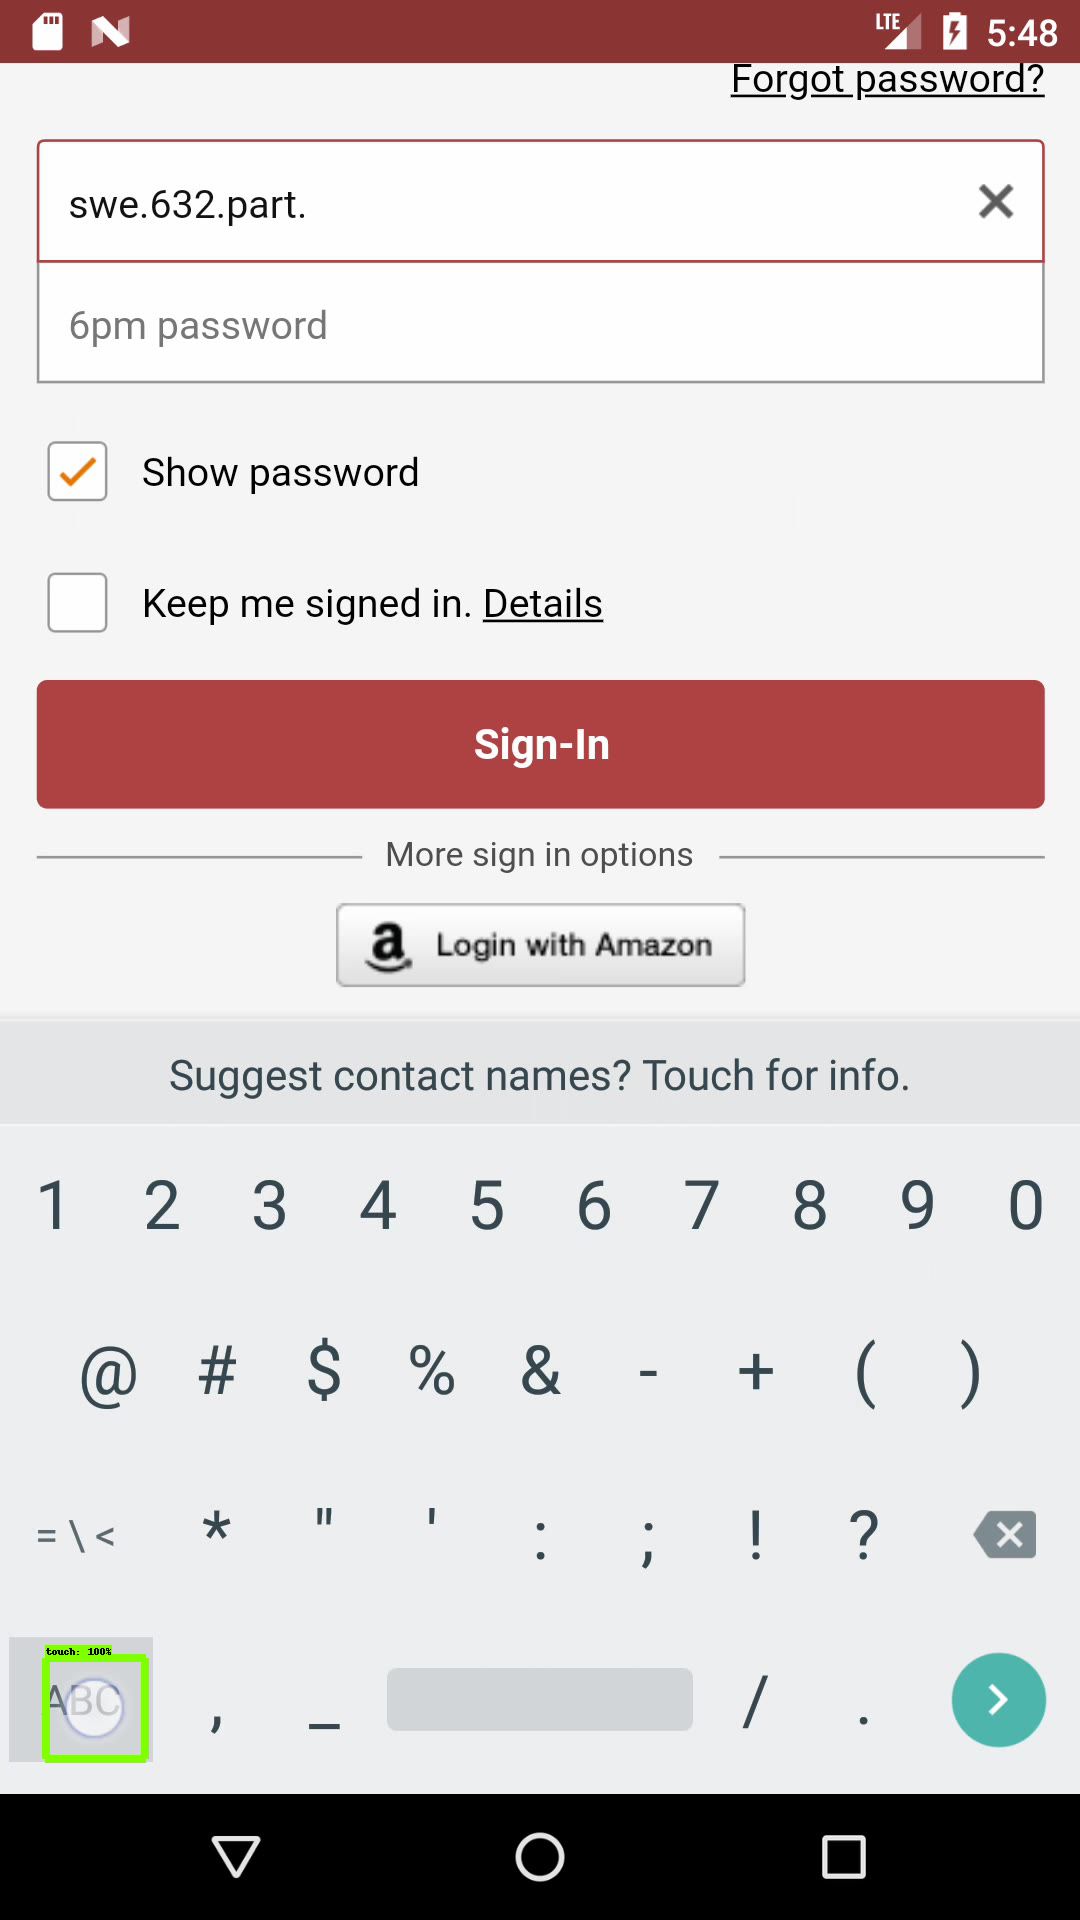 LTE 5:48
Forgot password?
swe.632.part.
6pm password
Show password
Keep me signed in. Details
Sign-In
More sign in options
a Login with Amazon
Suggest contact names? Touch for info.
1 2 3 4 5 6 7 8 9 0
@ # $ % & - + ( )
= \ < * " ' : ; ! ?
touch: 100%
ABC , _ / .